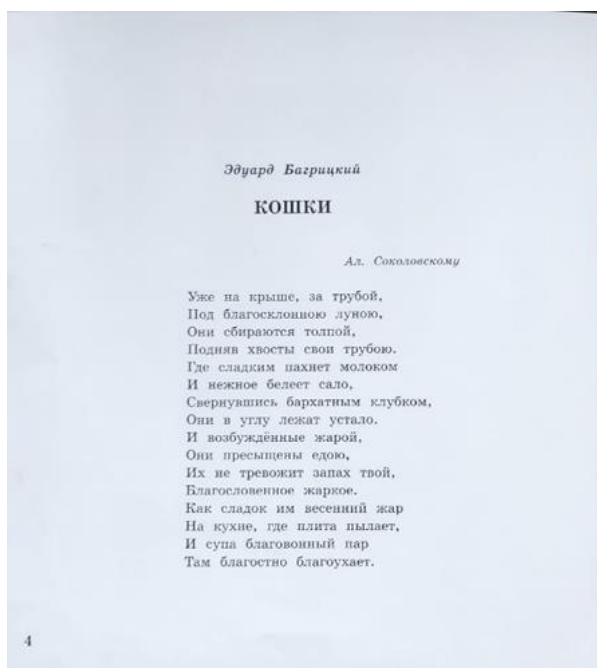 Эдуард Багрицкий
КОШКИ
Ал. Соколовскому
Уже на крыше, за трубой,
Под благосклонною луною,
Они сбираются толпой,
Подняв хвосты свои трубою.
Где сладким пахнет молоком
И нежное белеет сало,
Свернувшись бархатным клубком,
Они в углу лежат устало.
И возбуждённые жарой,
Они пресыщены едою,
Их не тревожит запах твой,
Благословенное жаркое.
Как сладок им весенний жар
На кухне, где плита пылает,
И супа благовонный пар
Там благостно благоухает.
4